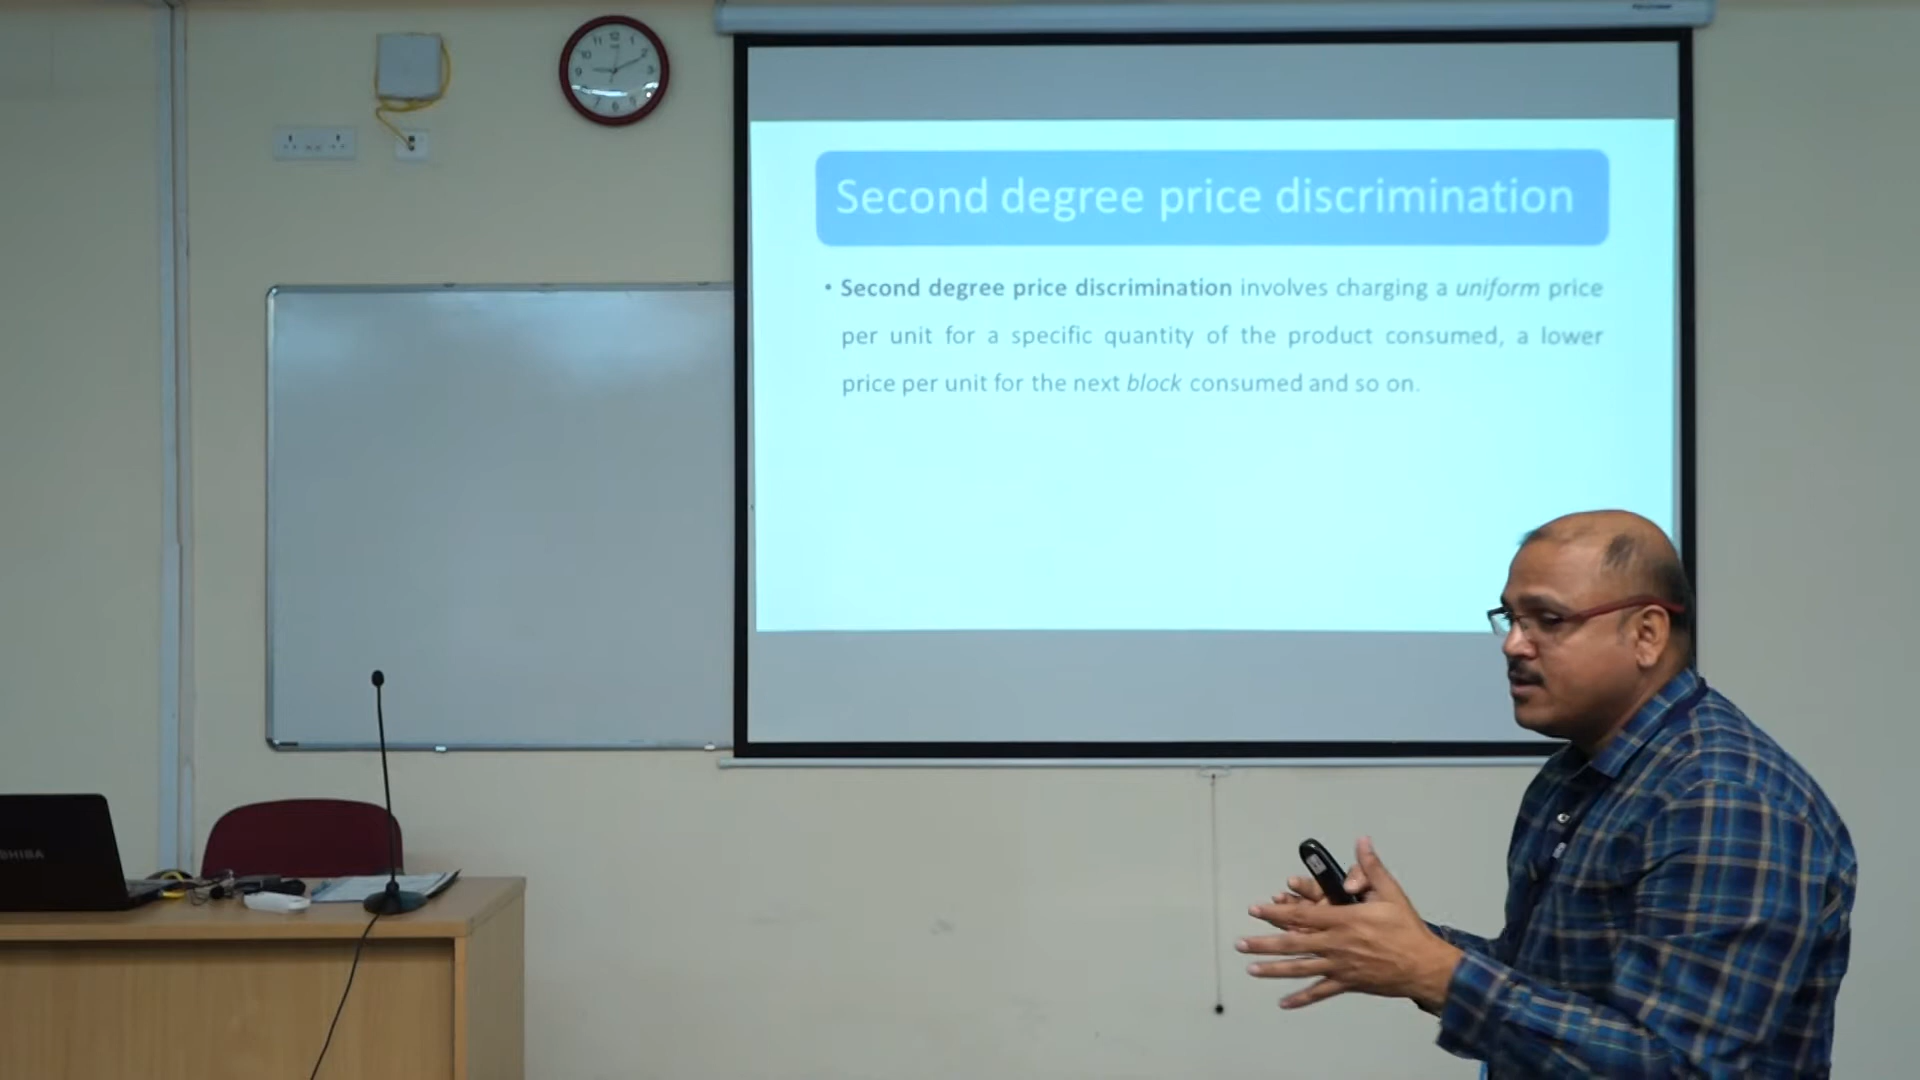 Second degree price discrimination
• Second degree price discrimination involves charging a uniform price
per unit for a specific quantity of the product consumed, a lower
price per unit for the next block consumed and so on.